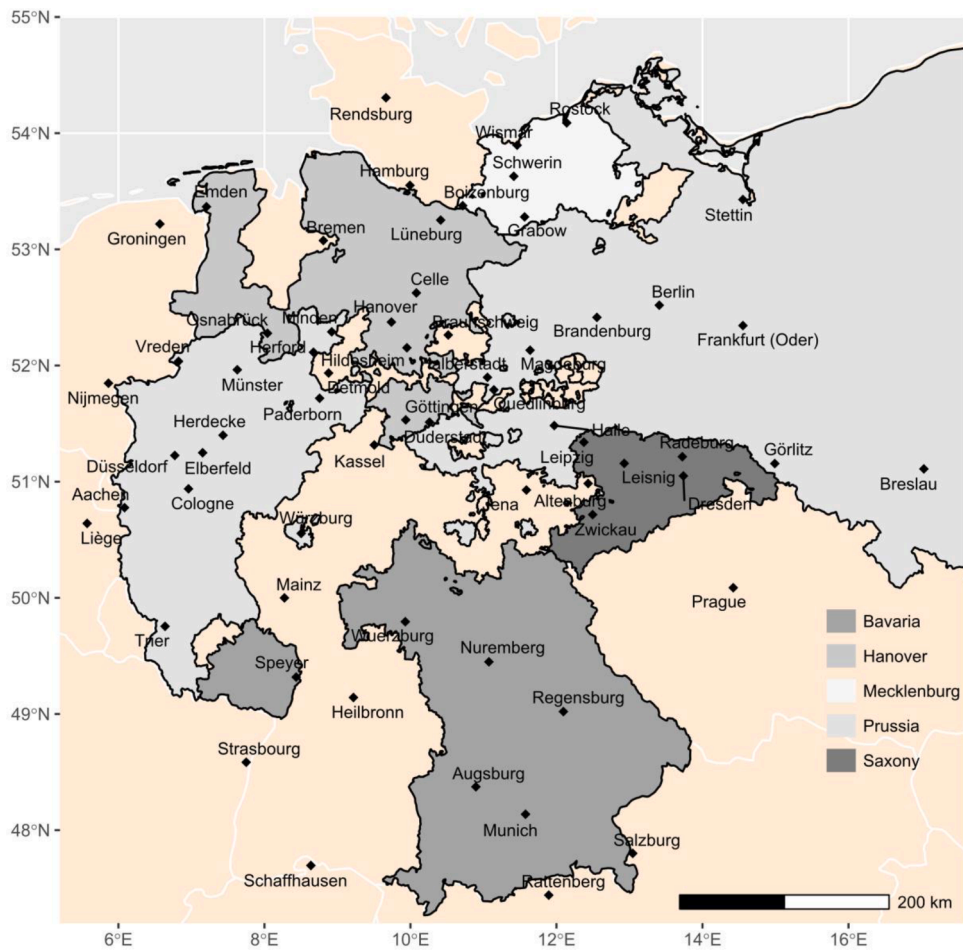 55°N
Rendsburg
54°N
Rostock
Wismar
Schwerin
Hamburg
Boizenburg
Emden
Stettin
Groningen
Bremen
Lüneburg
Grabow
53°N
Celle
Berlin
Hanover
Osnabrück
Minden
Braunschweig
Brandenburg
Frankfurt (Oder)
Vreden
Herford
Hildesheim
Halberstadt
Magdeburg
52°N
Münster
Detmold
Nijmegen
Paderborn
Göttingen
Quedlinburg
Herdecke
Duderstadt
Halle
Radeburg
Görlitz
Düsseldorf
Elberfeld
Kassel
Leipzig
Leisnig
51°N
Breslau
Aachen
Cologne
Jena
Altenburg
Dresden
Liège
Würzburg
Zwickau
Mainz
Prague
50°N
Trier
Wuerzburg
Bavaria
Speyer
Nuremberg
Hanover
Regensburg
Mecklenburg
Heilbronn
49°N
Prussia
Strasbourg
Saxony
Augsburg
Munich
48°N
Salzburg
Schaffhausen
Rattenberg
200 km
6°E
8°E
10°E
12°E
14°E
16°E